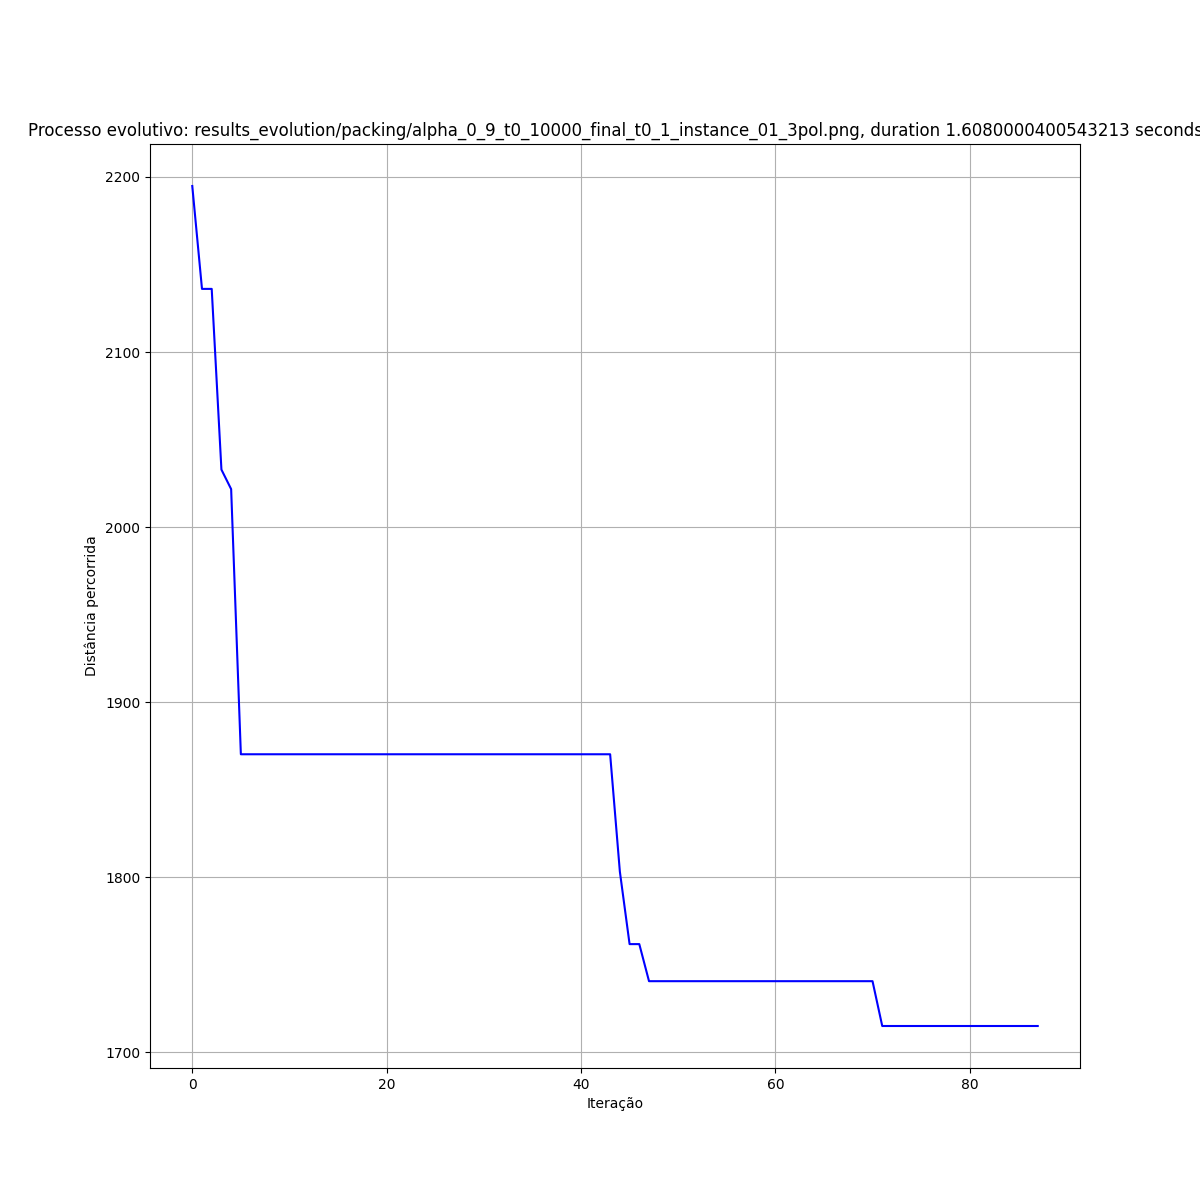 Processo evolutivo: results_evolution/packing/alpha_0_9_t0_10000_final_t0_1_instance_01_3pol.png, duration 1.6080000400543213 seconds
2200
2100
2000
1900
1800
1700
Distância percorrida
0 20 40 60 80
Iteração